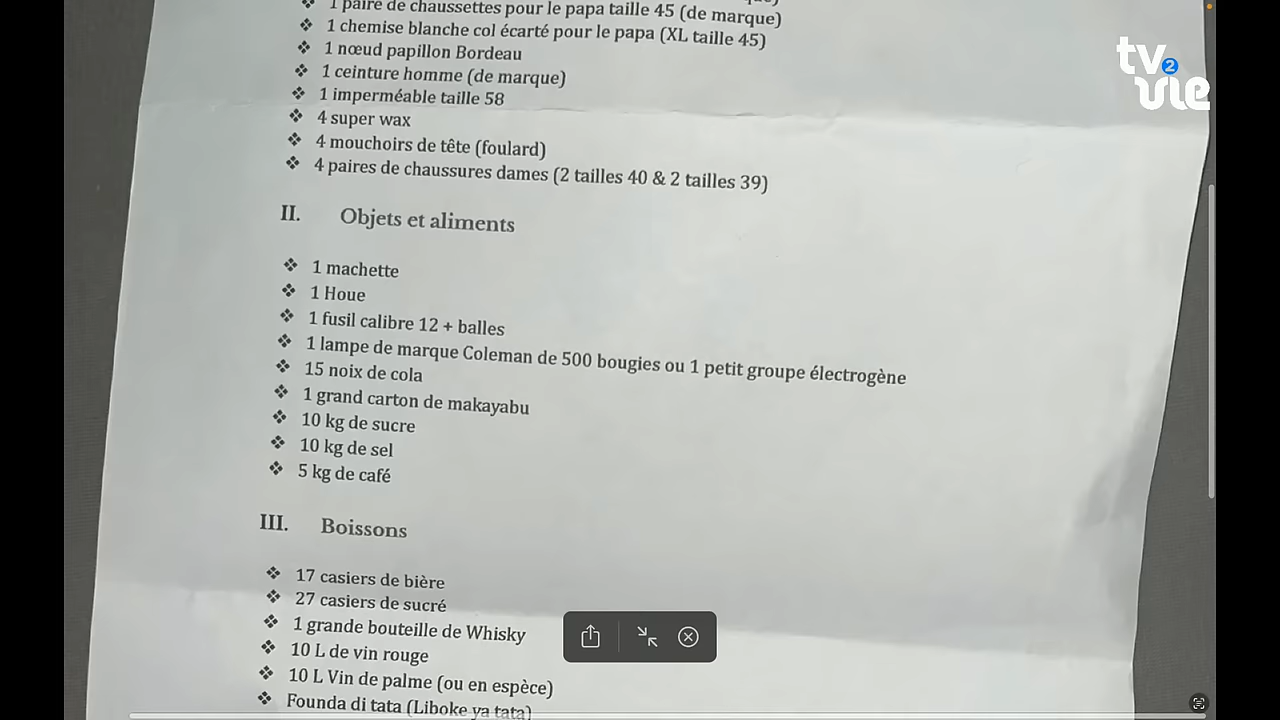 1 paire de chaussettes pour le papa taille 45 (de marque)
1 chemise blanche col écarté pour le papa (XL taille 45)
1 nœud papillon Bordeau
1 ceinture homme (de marque)
1 imperméable taille 58
4 super wax
4 mouchoirs de tête (foulard)
4 paires de chaussures dames (2 tailles 40 & 2 tailles 39)
II. Objets et aliments
1 machette
1 Houe
1 fusil calibre 12 + balles
1 lampe de marque Coleman de 500 bougies ou 1 petit groupe électrogène
15 noix de cola
1 grand carton de makayabu
10 kg de sucre
10 kg de sel
5 kg de café
III. Boissons
17 casiers de bière
27 casiers de sucré
1 grande bouteille de Whisky
10 L de vin rouge
10 L Vin de palme (ou en espèce)
Founda di tata (Liboke ya tata)
tv2
vie